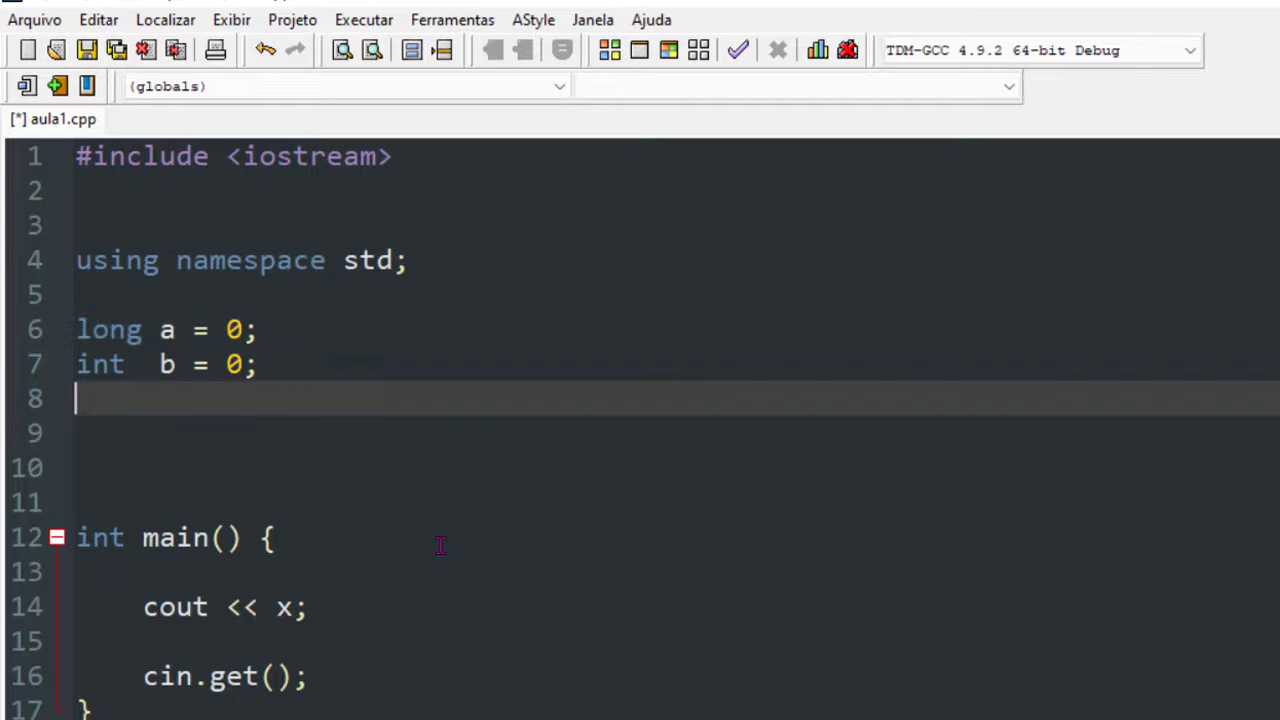 Arquivo Editar Localizar Exibir Projeto Executar Ferramentas AStyle Janela Ajuda
TDM-GCC 4.9.2 64-bit Debug
(globals)
[*] aula1.cpp
1 #include <iostream>
2
3
4 using namespace std;
5
6 long a = 0;
7 int  b = 0;
8
9
10
11
12 int main() {
13
14     cout << x;
15
16     cin.get();
17 }